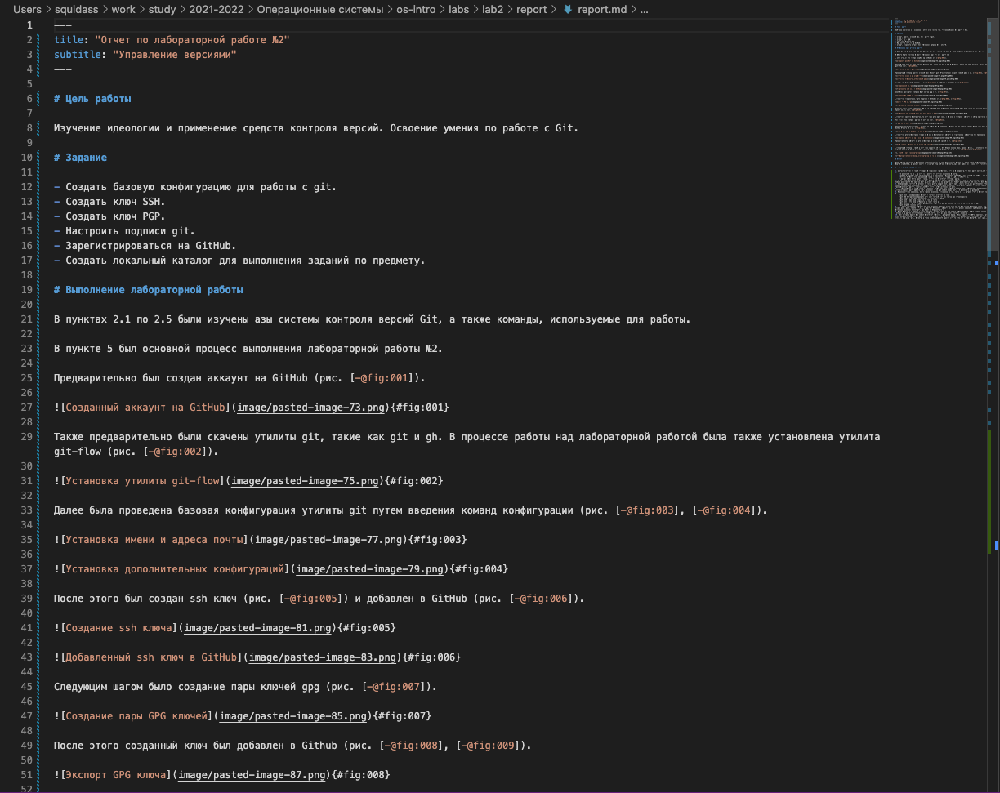 Users > squidass > work > study > 2021-2022 > Операционные системы > os-intro > labs > lab2 > report > report.md > ...
1 ---
2 title: "Отчет по лабораторной работе №2"
3 subtitle: "Управление версиями"
4 ---
5
6 # Цель работы
7
8 Изучение идеологии и применение средств контроля версий. Освоение умения по работе с Git.
9
10 # Задание
11
12 - Создать базовую конфигурацию для работы с git.
13 - Создать ключ SSH.
14 - Создать ключ PGP.
15 - Настроить подписи git.
16 - Зарегистрироваться на GitHub.
17 - Создать локальный каталог для выполнения заданий по предмету.
18
19 # Выполнение лабораторной работы
20
21 В пунктах 2.1 по 2.5 были изучены азы системы контроля версий Git, а также команды, используемые для работы.
22
23 В пункте 5 был основной процесс выполнения лабораторной работы №2.
24
25 Предварительно был создан аккаунт на GitHub (рис. [-@fig:001]).
26
27 ![Созданный аккаунт на GitHub](image/pasted-image-73.png){#fig:001}
28
29 Также предварительно были скачены утилиты git, такие как git и gh. В процессе работы над лабораторной работой была также установлена утилита
git-flow (рис. [-@fig:002]).
30
31 ![Установка утилиты git-flow](image/pasted-image-75.png){#fig:002}
32
33 Далее была проведена базовая конфигурация утилиты git путем введения команд конфигурации (рис. [-@fig:003], [-@fig:004]).
34
35 ![Установка имени и адреса почты](image/pasted-image-77.png){#fig:003}
36
37 ![Установка дополнительных конфигураций](image/pasted-image-79.png){#fig:004}
38
39 После этого был создан ssh ключ (рис. [-@fig:005]) и добавлен в GitHub (рис. [-@fig:006]).
40
41 ![Создание ssh ключа](image/pasted-image-81.png){#fig:005}
42
43 ![Добавленный ssh ключ в GitHub](image/pasted-image-83.png){#fig:006}
44
45 Следующим шагом было создание пары ключей gpg (рис. [-@fig:007]).
46
47 ![Создание пары GPG ключей](image/pasted-image-85.png){#fig:007}
48
49 После этого созданный ключ был добавлен в Github (рис. [-@fig:008], [-@fig:009]).
50
51 ![Экспорт GPG ключа](image/pasted-image-87.png){#fig:008}
52